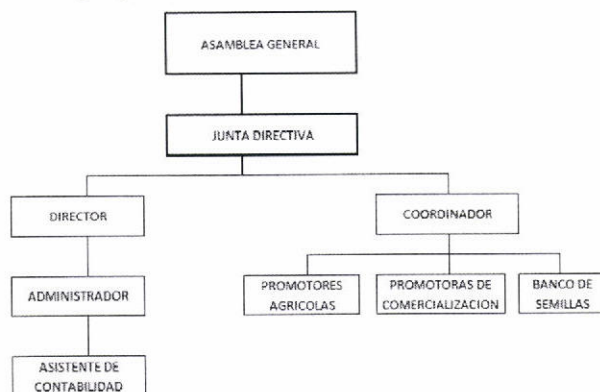 ASAMBLEA GENERAL
JUNTA DIRECTIVA
DIRECTOR
COORDINADOR
ADMINISTRADOR
PROMOTORES
AGRICOLAS
PROMOTORAS DE
COMERCIALIZACION
BANCO DE
SEMILLAS
ASISTENTE DE
CONTABILIDAD